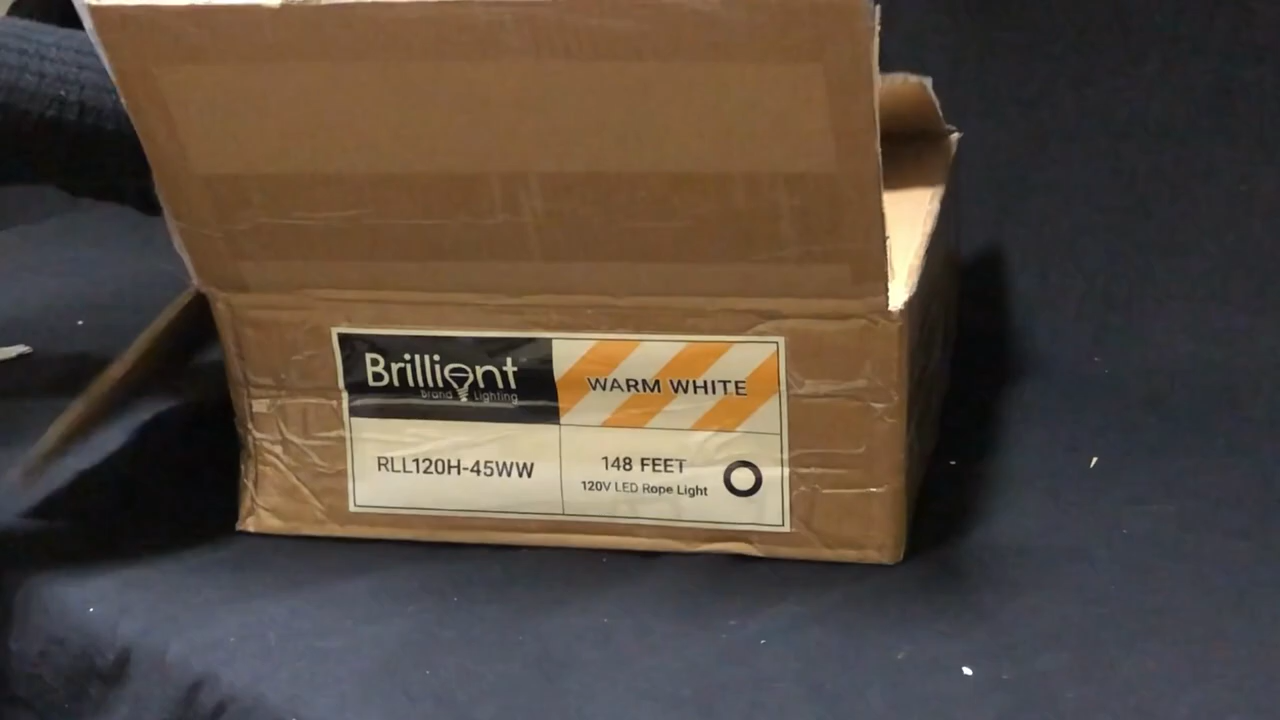 Brilliant
Brand Lighting
WARM WHITE
RLL120H-45WW
148 FEET
120V LED Rope Light